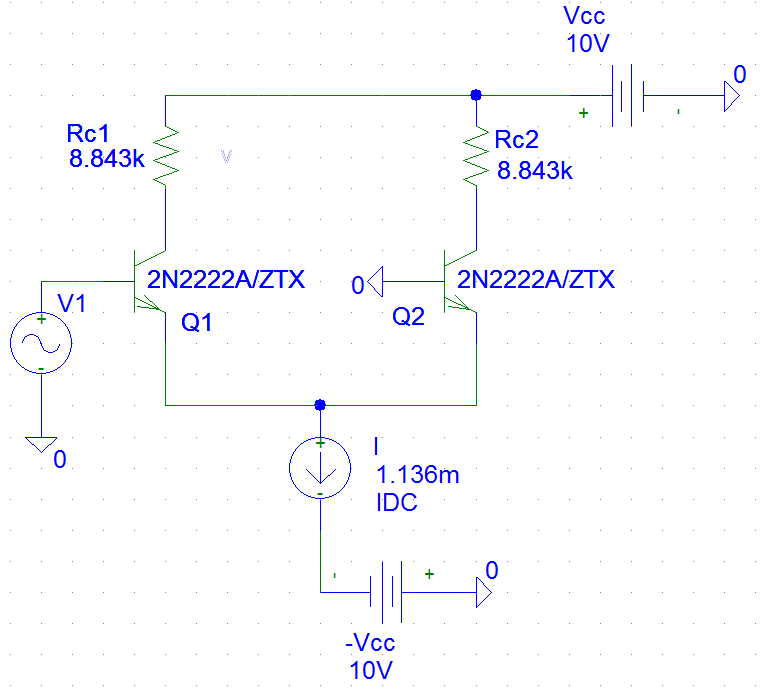 Vcc
10V
0
+
-
Rc1
8.843k
V
Rc2
8.843k
2N2222A/ZTX
0
2N2222A/ZTX
V1
+
Q1
Q2
-
0
+
I
1.136m
-
IDC
-
+
0
-Vcc
10V